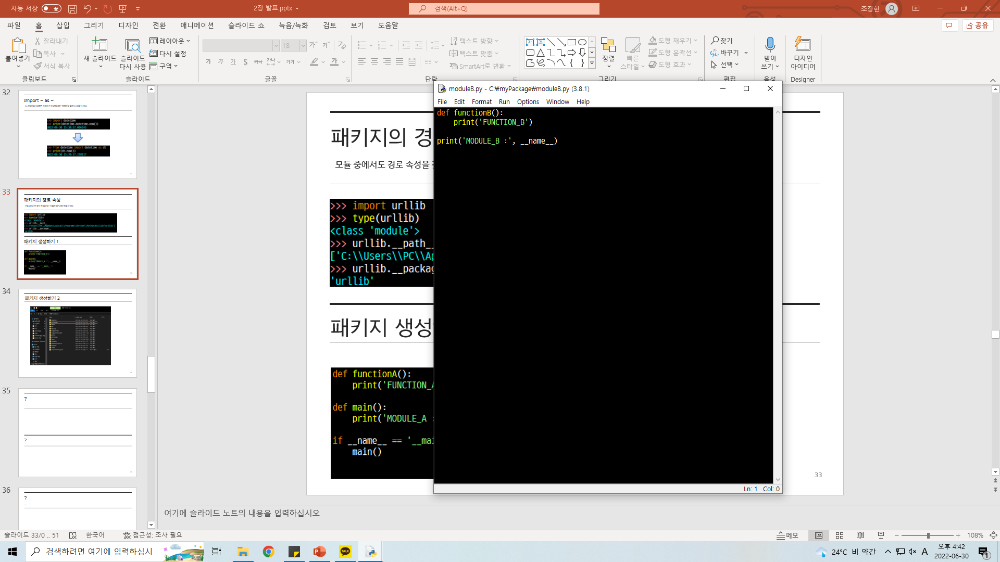 자동 저장 끔
2장 발표.pptx
검색(Alt+Q)
조장현
파일 홈 삽입 그리기 디자인 전환 애니메이션 슬라이드 쇼 녹음/녹화 검토 보기 도움말
공유
붙여넣기
잘라내기
복사
서식 복사
클립보드
새 슬라이드
슬라이드 다시 사용
레이아웃
다시 설정
구역
슬라이드
18
글꼴
텍스트 방향
텍스트 맞춤
SmartArt로 변환
단락
정렬
빠른 스타일
도형 채우기
도형 윤곽선
도형 효과
그리기
찾기
바꾸기
선택
편집
받아쓰기
음성
디자인 아이디어
Designer
32
Import – as –
>>> import datetime
>>> print(datetime.datetime.now())
>>> from datetime import datetime as dt
>>> print(dt.now())
33
패키지의 경로 속성
패키지 생성하기 1
34
패키지 생성하기 2
35
?
?
36
?
패키지의 경
모듈 중에서도 경로 속성을
>>> import urllib
>>> type(urllib)
<class 'module'>
>>> urllib.__path__
['C:\\Users\\PC\\Ap
>>> urllib.__packag
'urllib'
패키지 생성
def functionA():
print('FUNCTION_A
def main():
print('MODULE_A :
if __name__ == '__mai
main()
33
moduleB.py - C:₩myPackage₩moduleB.py (3.8.1)
File Edit Format Run Options Window Help
def functionB():
print('FUNCTION_B')
print('MODULE_B :', __name__)
Ln: 1 Col: 0
여기에 슬라이드 노트의 내용을 입력하십시오
슬라이드 33/0 .. 51 한국어 접근성: 조사 필요
메모
108%
검색하려면 여기에 입력하십시
24°C 비 약간
A
오후 4:42
2022-06-30
1